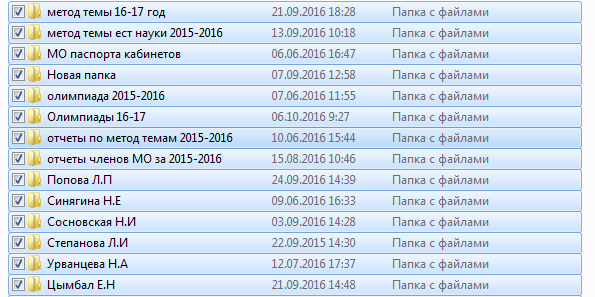 метод темы 16-17 год 21.09.2016 18:28 Папка с файлами
метод темы ест науки 2015-2016 13.09.2016 10:18 Папка с файлами
МО паспорта кабинетов 06.06.2016 16:47 Папка с файлами
Новая папка 07.09.2016 12:58 Папка с файлами
олимпиада 2015-2016 07.06.2016 11:55 Папка с файлами
Олимпиады 16-17 06.10.2016 9:27 Папка с файлами
отчеты по метод темам 2015-2016 10.06.2016 15:44 Папка с файлами
отчеты членов МО за 2015-2016 15.08.2016 10:46 Папка с файлами
Попова Л.П 24.09.2016 14:39 Папка с файлами
Синягина Н.Е 09.06.2016 16:33 Папка с файлами
Сосновская Н.И 03.09.2016 14:28 Папка с файлами
Степанова Л.И 22.09.2015 14:30 Папка с файлами
Урванцева Н.А 12.07.2016 17:37 Папка с файлами
Цымбал Е.Н 21.09.2016 14:48 Папка с файлами